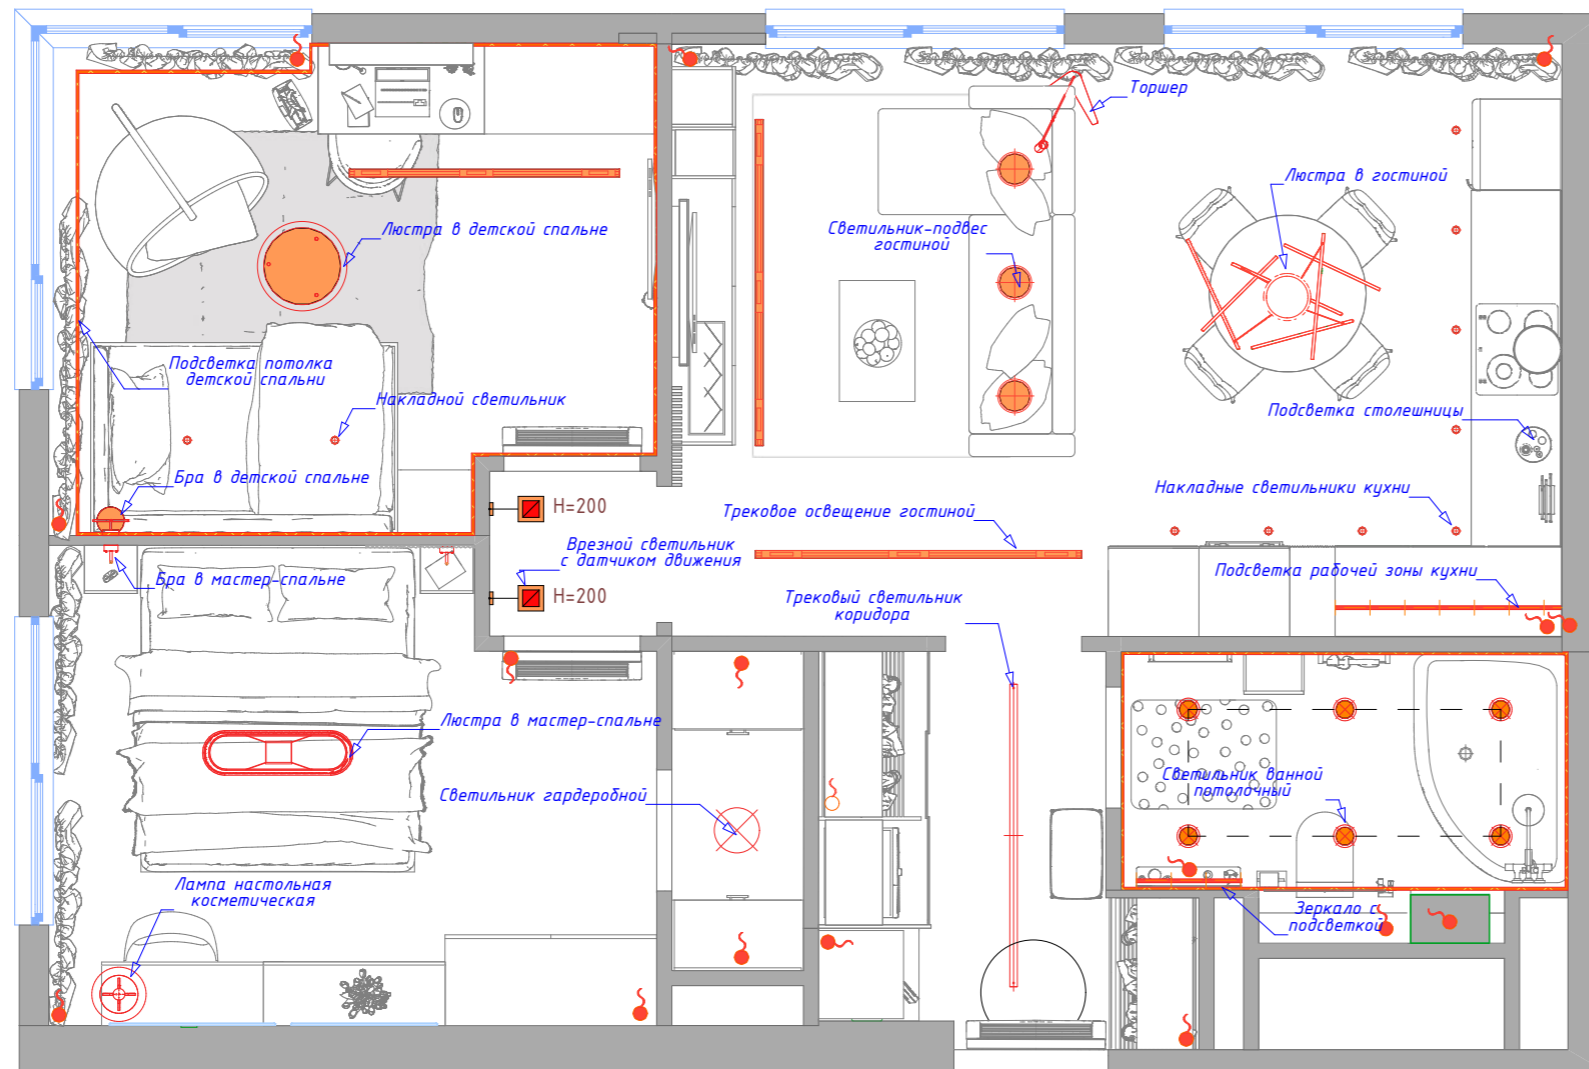 Торшер
Люстра в гостиной
Люстра в детской спальне
Светильник-подвес
гостиной
Подсветка потолка
детской спальни
Накладной светильник
Подсветка столешницы
Бра в детской спальне
Накладные светильники кухни
H=200
Трековое освещение гостиной
Врезной светильник
с датчиком движения
Бра в мастер-спальне
Подсветка рабочей зоны кухни
H=200
Трековый светильник
коридора
Люстра в мастер-спальне
Светильник ванной
потолочный
Светильник гардеробной
Лампа настольная
косметическая
Зеркало с
подсветкой